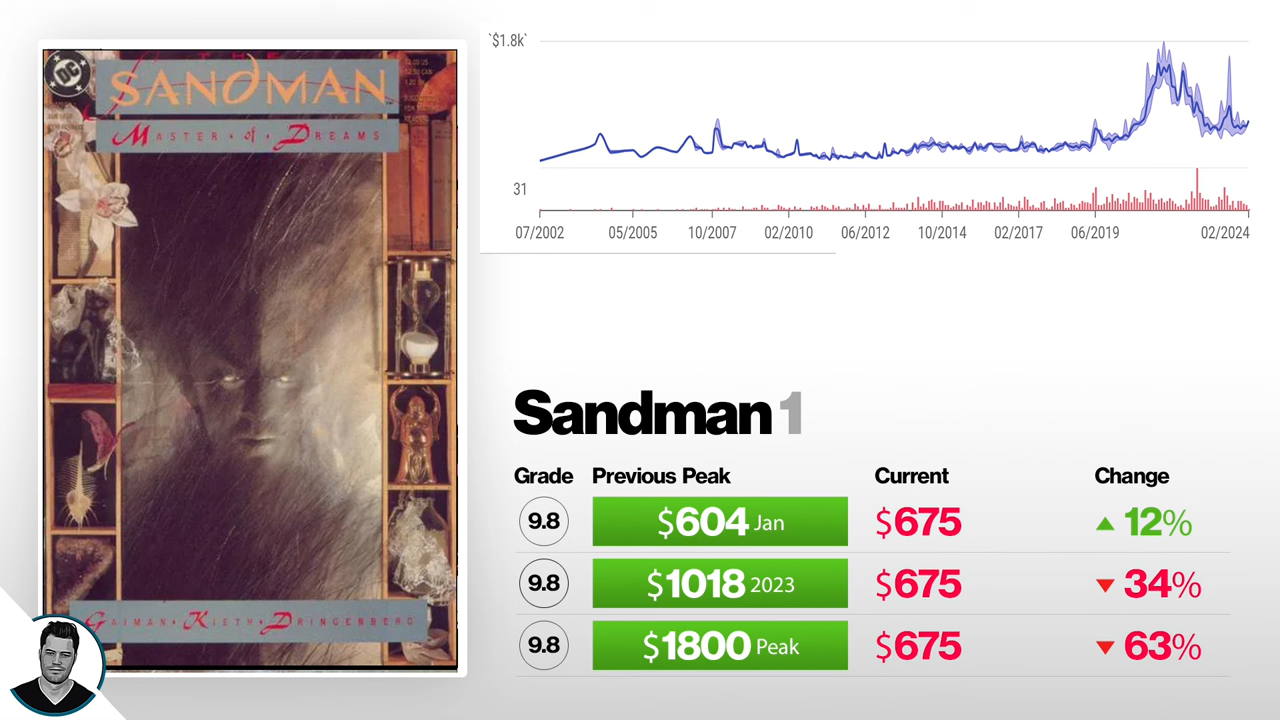 THE
DC
SANDMAN
MASTER • of • DREAMS
GAIMAN • KIETH • DRINGENBERG
`$1.8k`
31
07/2002 05/2005 10/2007 02/2010 06/2012 10/2014 02/2017 06/2019 02/2024
Sandman 1
Grade Previous Peak Current Change
9.8 $604 Jan $675 ▲ 12%
9.8 $1018 2023 $675 ▼ 34%
9.8 $1800 Peak $675 ▼ 63%